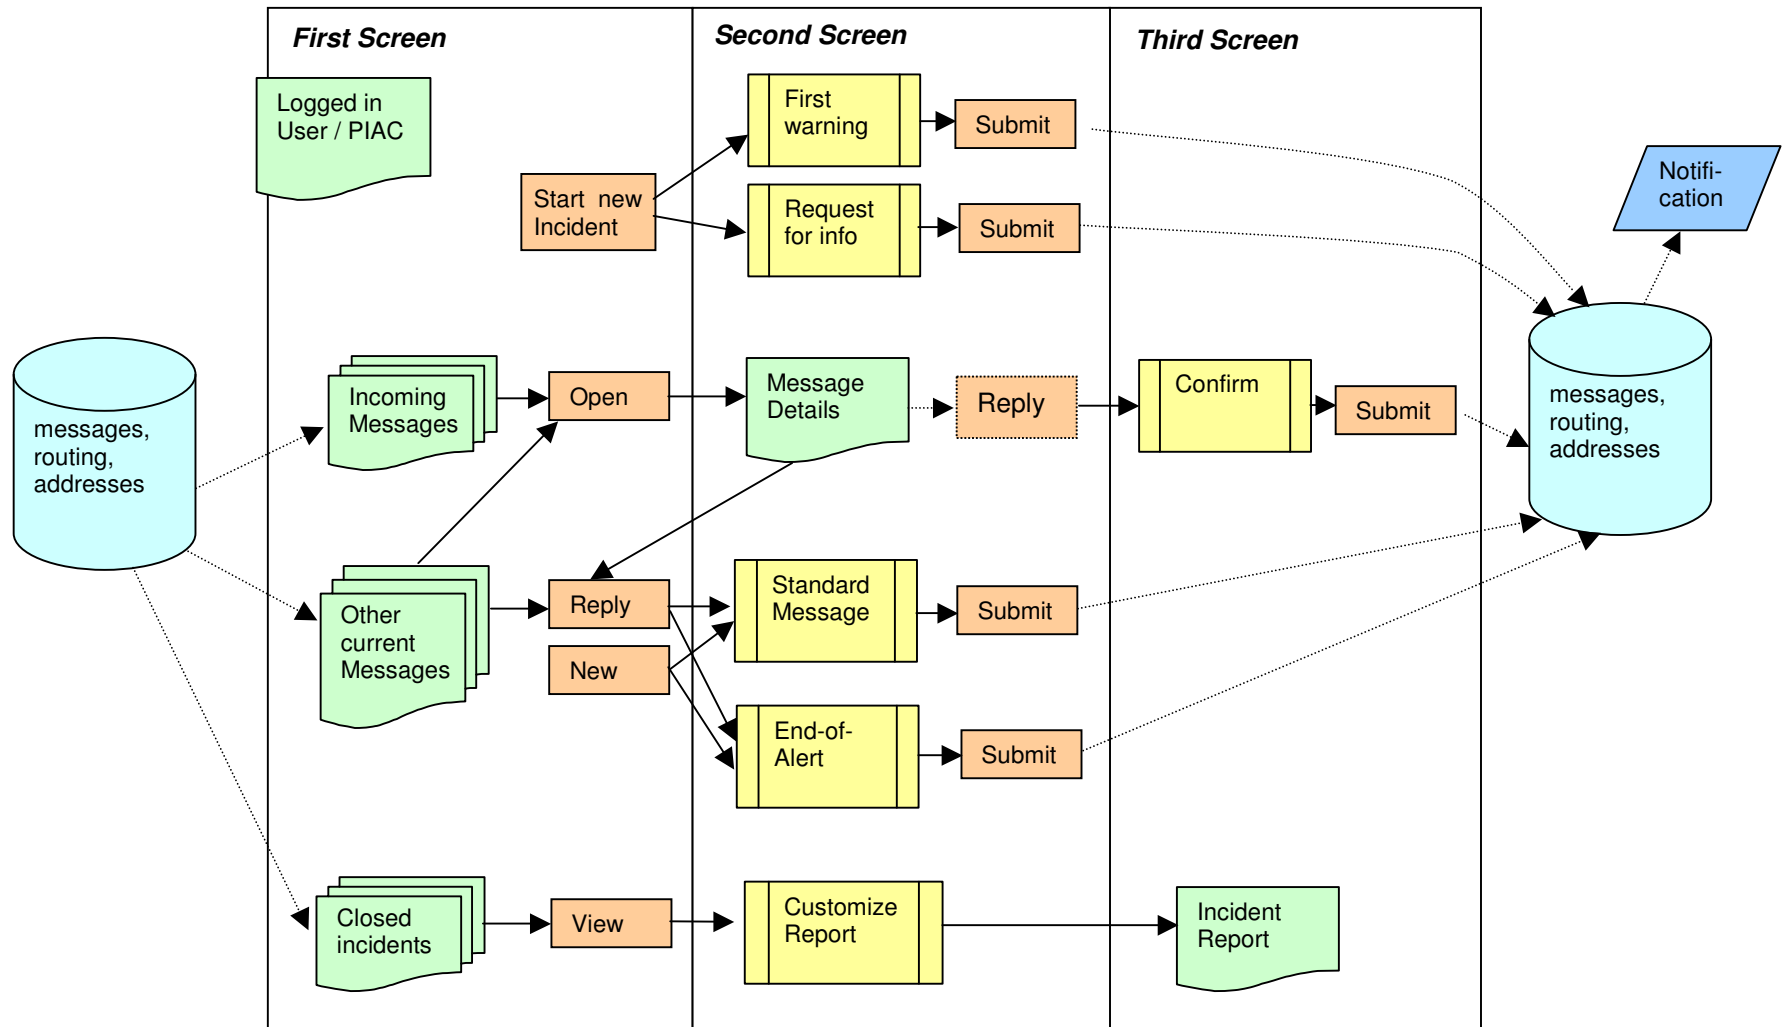 First Screen
Second Screen
Third Screen
Logged in
User / PIAC
First
warning
Submit
Start  new
Incident
Request
for info
Submit
Notifi-
cation
messages,
routing,
addresses
Incoming
Messages
Open
Message
Details
Reply
Confirm
Submit
messages,
routing,
addresses
Other
current
Messages
Reply
New
Standard
Message
Submit
End-of-
Alert
Submit
Closed
incidents
View
Customize
Report
Incident
Report